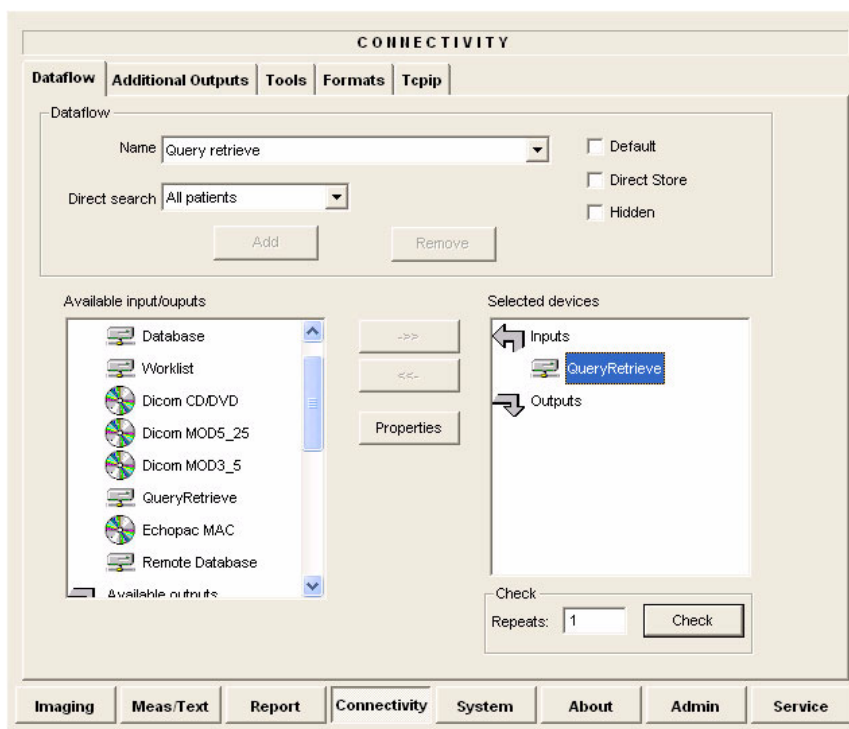 CONNECTIVITY
Dataflow Additional Outputs Tools Formats Tcpip
Dataflow
Name Query retrieve
Default
Direct search All patients
Direct Store
Hidden
Add Remove
Available input/ouputs
Database
Worklist
Dicom CD/DVD
Dicom MOD5_25
Dicom MOD3_5
QueryRetrieve
Echopac MAC
Remote Database
Available outputs
->>
<<-
Properties
Selected devices
Inputs
QueryRetrieve
Outputs
Check
Repeats: 1 Check
Imaging Meas/Text Report Connectivity System About Admin Service